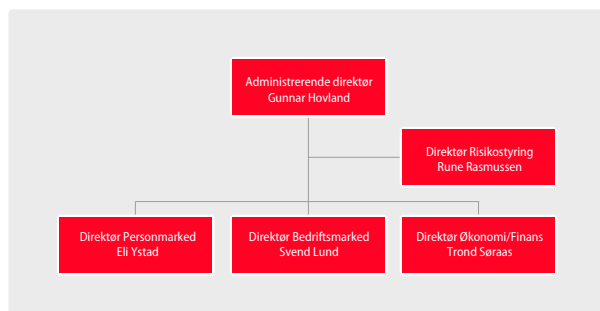 Administrerende direktør
Gunnar Hovland
Direktør Risikostyring
Rune Rasmussen
Direktør Personmarked
Eli Ystad
Direktør Bedriftsmarked
Svend Lund
Direktør Økonomi/Finans
Trond Søraas